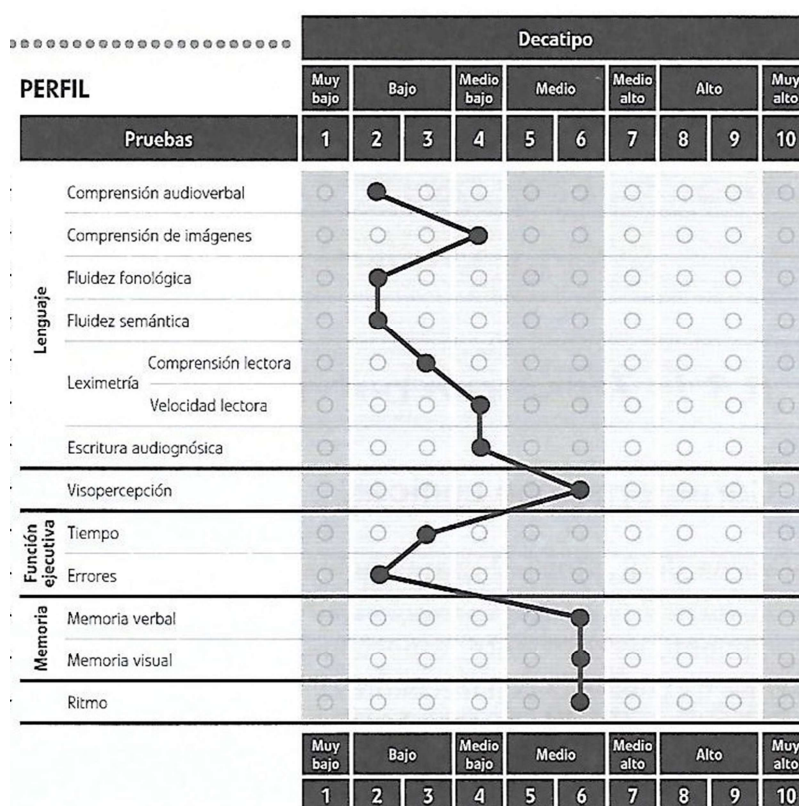 Decatipo
PERFIL
Muy bajo Bajo Medio bajo Medio Medio alto Alto Muy alto
Pruebas 1 2 3 4 5 6 7 8 9 10
Lenguaje
Comprensión audioverbal
Comprensión de imágenes
Fluidez fonológica
Fluidez semántica
Leximetría
Comprensión lectora
Velocidad lectora
Escritura audiognósica
Visopercepción
Función ejecutiva
Tiempo
Errores
Memoria
Memoria verbal
Memoria visual
Ritmo
Muy bajo Bajo Medio bajo Medio Medio alto Alto Muy alto
1 2 3 4 5 6 7 8 9 10